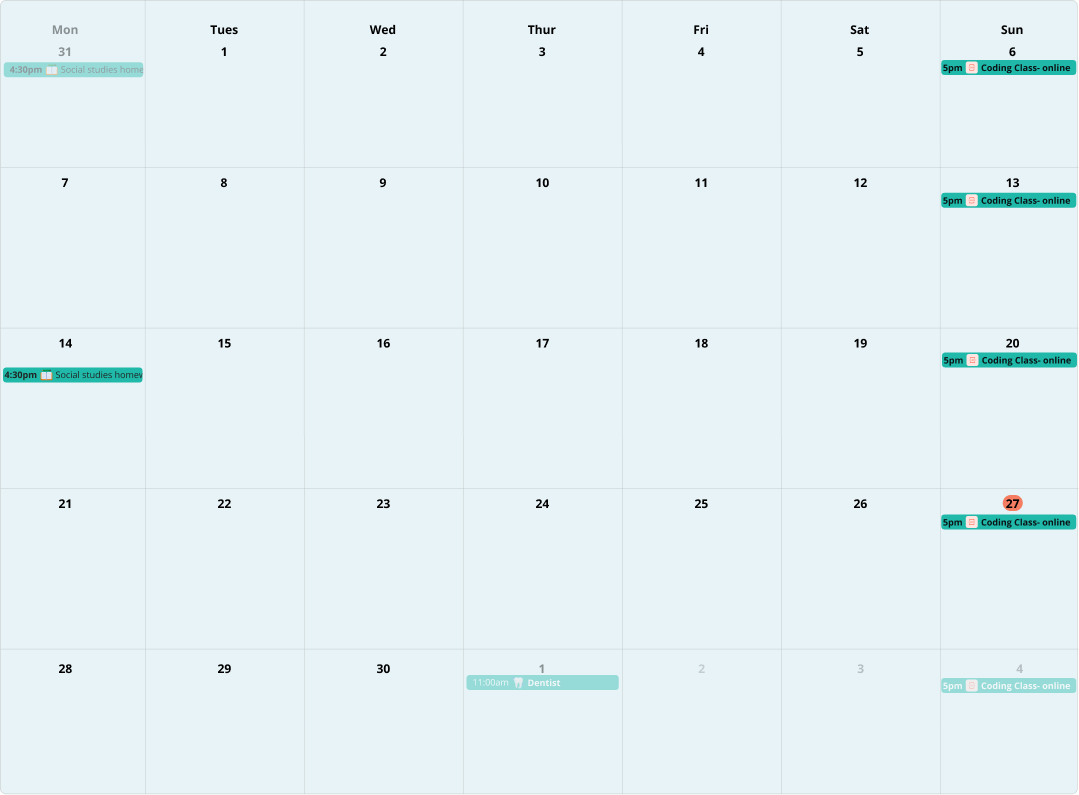 Mon Tues Wed Thur Fri Sat Sun
31 1 2 3 4 5 6
4:30pm Social studies home
5pm Coding Class- online
7 8 9 10 11 12 13
5pm Coding Class- online
14 15 16 17 18 19 20
5pm Coding Class- online
4:30pm Social studies homew
21 22 23 24 25 26 27
5pm Coding Class- online
28 29 30 1 2 3 4
11:00am Dentist
5pm Coding Class- online